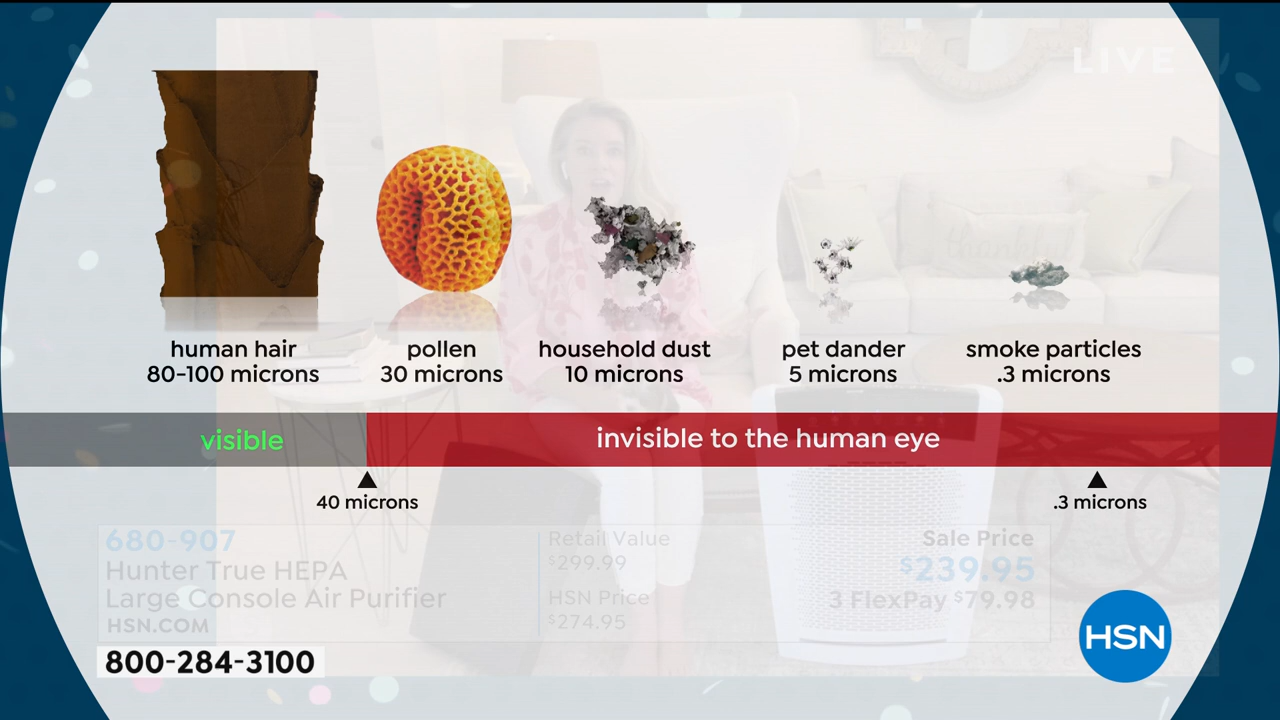 LIVE
thankful
human hair
80-100 microns
pollen
30 microns
household dust
10 microns
pet dander
5 microns
smoke particles
.3 microns
visible
invisible to the human eye
40 microns
.3 microns
680-907
Hunter True HEPA
Large Console Air Purifier
HSN.COM
Retail Value
$299.99
HSN Price
$274.95
Sale Price
$239.95
3 FlexPay $79.98
800-284-3100
HSN